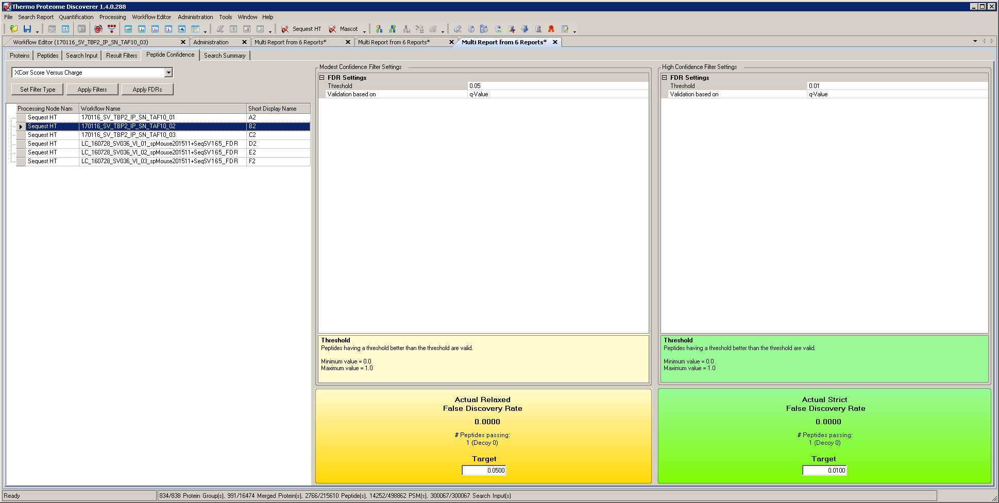 Thermo Proteome Discoverer 1.4.0.288
File Search Report Quantification Processing Workflow Editor Administration Tools Window Help
Sequest HT Mascot
Workflow Editor (170116_SV_TBP2_IP_SN_TAF10_03) Administration Multi Report from 6 Reports* Multi Report from 6 Reports* Multi Report from 6 Reports*
Proteins Peptides Search Input Result Filters Peptide Confidence Search Summary
XCorr Score Versus Charge
Set Filter Type Apply Filters Apply FDRs
Processing Node Nam Workflow Name Short Display Name
Sequest HT 170116_SV_TBP2_IP_SN_TAF10_01 A2
Sequest HT 170116_SV_TBP2_IP_SN_TAF10_02 B2
Sequest HT 170116_SV_TBP2_IP_SN_TAF10_03 C2
Sequest HT LC_160728_SV036_VI_01_spMouse201511+SeqSV165_FDR D2
Sequest HT LC_160728_SV036_VI_02_spMouse201511+SeqSV165_FDR E2
Sequest HT LC_160728_SV036_VI_03_spMouse201511+SeqSV165_FDR F2
Modest Confidence Filter Settings
FDR Settings
Threshold 0.05
Validation based on q-Value
Threshold
Peptides having a threshold better than the threshold are valid.
Minimum value = 0.0
Maximum value = 1.0
Actual Relaxed
False Discovery Rate
0.0000
# Peptides passing:
1 (Decoy 0)
Target
0.0500
High Confidence Filter Settings
FDR Settings
Threshold 0.01
Validation based on q-Value
Threshold
Peptides having a threshold better than the threshold are valid.
Minimum value = 0.0
Maximum value = 1.0
Actual Strict
False Discovery Rate
0.0000
# Peptides passing:
1 (Decoy 0)
Target
0.0100
Ready 834/838 Protein Group(s), 991/16474 Merged Protein(s), 2766/215610 Peptide(s), 14252/498862 PSM(s), 300067/300067 Search Input(s)